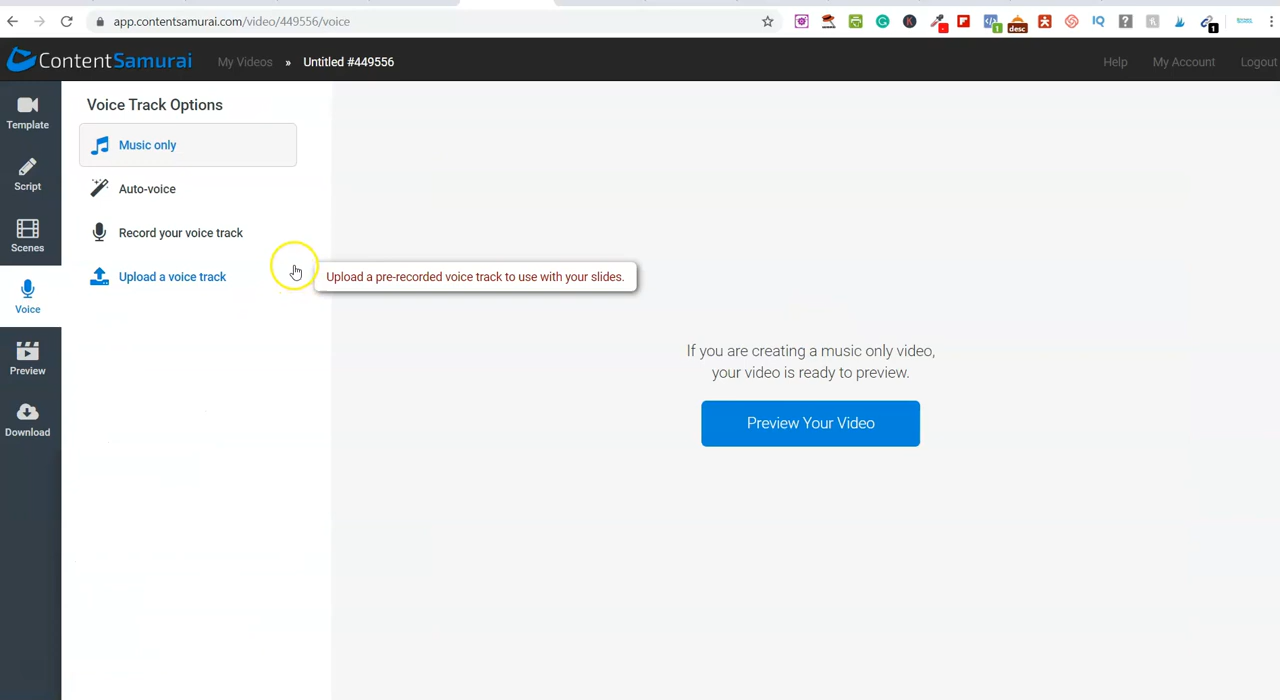 app.contentsamurai.com/video/449556/voice
1
desc
1
ContentSamurai My Videos » Untitled #449556 Help My Account Logout
Template
Script
Scenes
Voice
Preview
Download
Voice Track Options
Music only
Auto-voice
Record your voice track
Upload a voice track
Upload a pre-recorded voice track to use with your slides.
If you are creating a music only video,
your video is ready to preview.
Preview Your Video